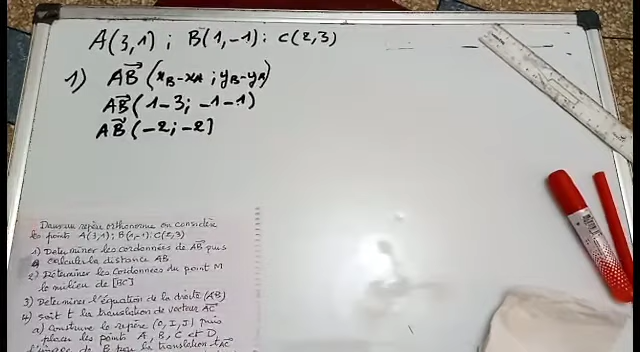 A(3,1) ; B(1,-1) : C(2,3)
1) AB (xB-xA ; yB-yA)
AB (1-3; -1-1)
AB (-2; -2)
Dans un repère orthonormé on considère
les points A(3,1); B(1,-1); C(2,3)
1) Determiner les coordonnées de AB puis
calculer la distance AB
2) Determiner les coordonnées du point M
le milieu de [BC]
3) Determiner l'équation de la droite (AB)
4) Soit t la translation de vecteur AC
a) Construire le repère (O, I, J) puis
placer les points A, B, C et D
l'image de B par la translation tAC